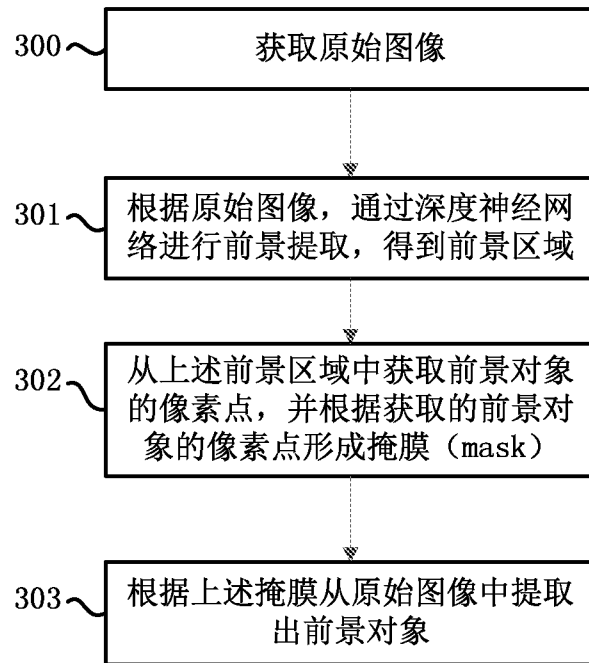 300
获取原始图像
301
根据原始图像，通过深度神经网
络进行前景提取，得到前景区域
302
从上述前景区域中获取前景对象
的像素点，并根据获取的前景对
象的像素点形成掩膜（mask）
303
根据上述掩膜从原始图像中提取
出前景对象